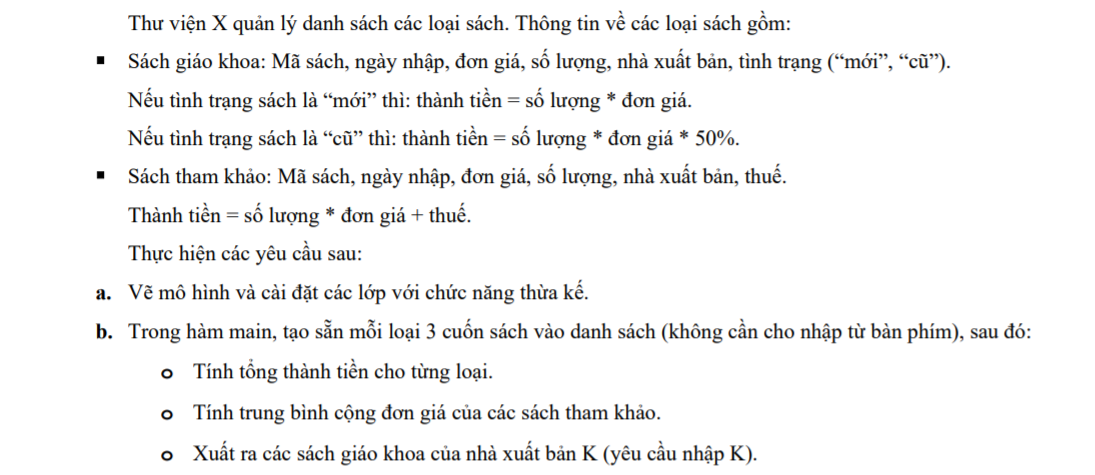 Thư viện X quản lý danh sách các loại sách. Thông tin về các loại sách gồm:
▪ Sách giáo khoa: Mã sách, ngày nhập, đơn giá, số lượng, nhà xuất bản, tình trạng (“mới”, “cũ”).
Nếu tình trạng sách là “mới” thì: thành tiền = số lượng * đơn giá.
Nếu tình trạng sách là “cũ” thì: thành tiền = số lượng * đơn giá * 50%.
▪ Sách tham khảo: Mã sách, ngày nhập, đơn giá, số lượng, nhà xuất bản, thuế.
Thành tiền = số lượng * đơn giá + thuế.
Thực hiện các yêu cầu sau:
a. Vẽ mô hình và cài đặt các lớp với chức năng thừa kế.
b. Trong hàm main, tạo sẵn mỗi loại 3 cuốn sách vào danh sách (không cần cho nhập từ bàn phím), sau đó:
o Tính tổng thành tiền cho từng loại.
o Tính trung bình cộng đơn giá của các sách tham khảo.
o Xuất ra các sách giáo khoa của nhà xuất bản K (yêu cầu nhập K).